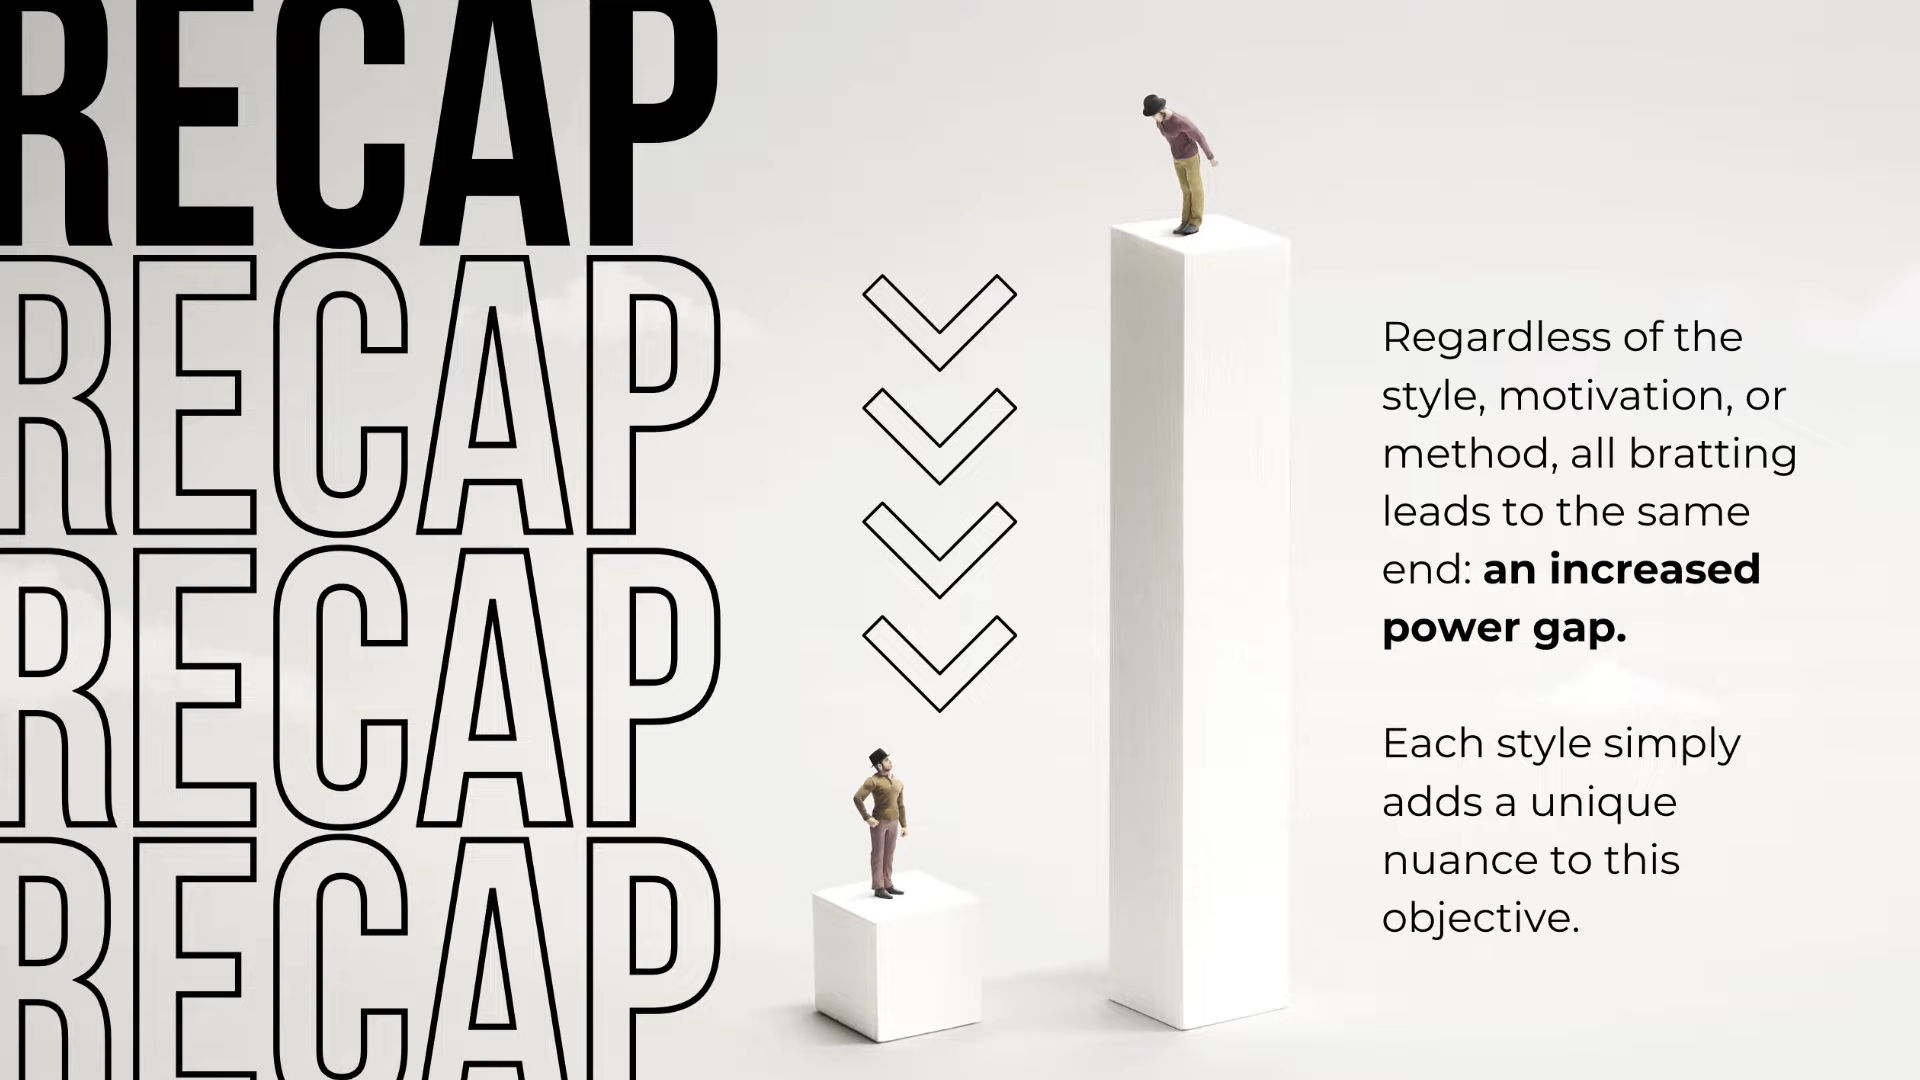 RECAP
RECAP
RECAP
RECAP
Regardless of the
style, motivation, or
method, all bratting
leads to the same
end: an increased
power gap.
Each style simply
adds a unique
nuance to this
objective.